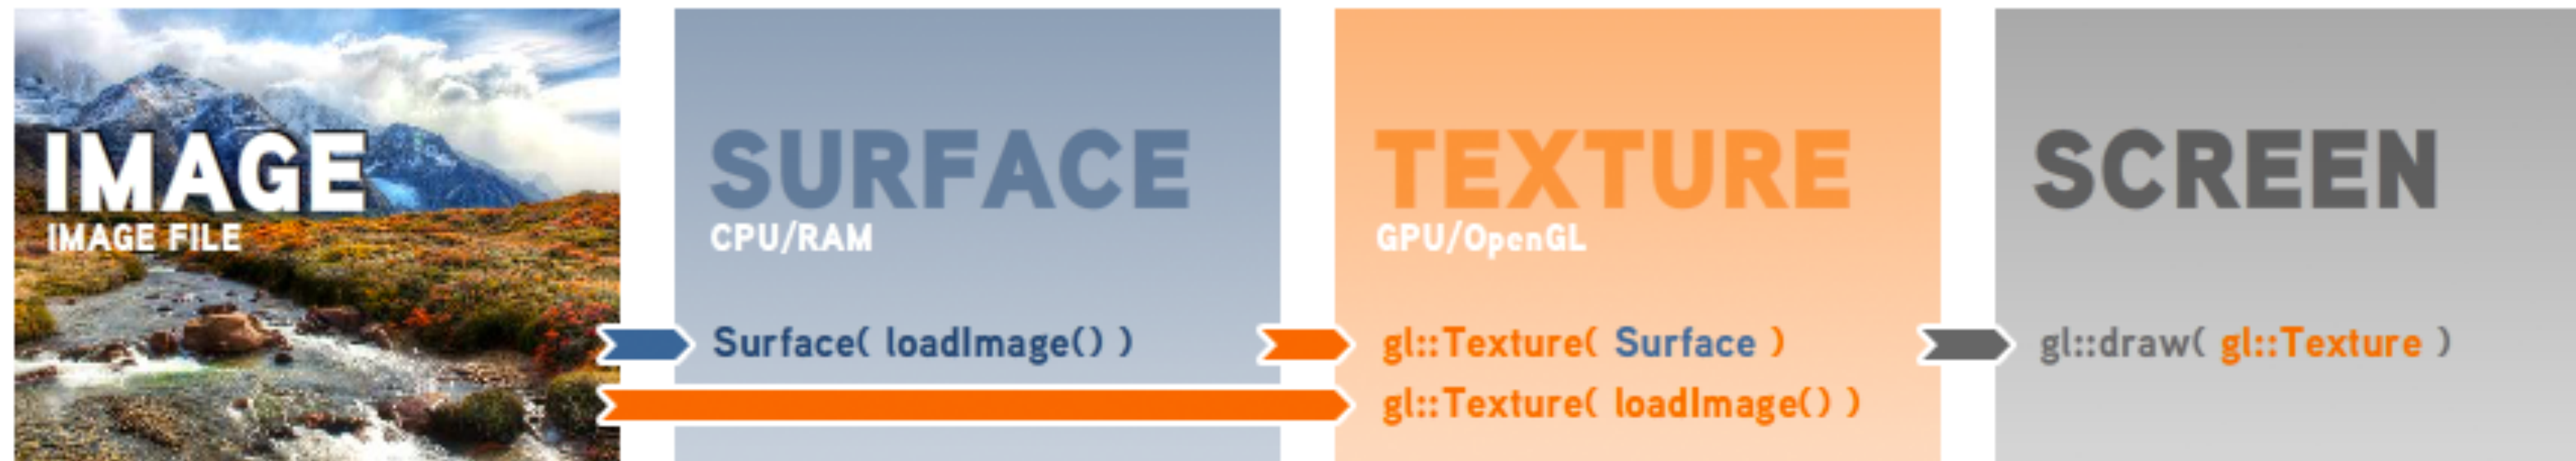 IMAGE
IMAGE FILE
SURFACE
CPU/RAM
Surface( loadImage() )
TEXTURE
GPU/OpenGL
gl::Texture( Surface )
gl::Texture( loadImage() )
SCREEN
gl::draw( gl::Texture )